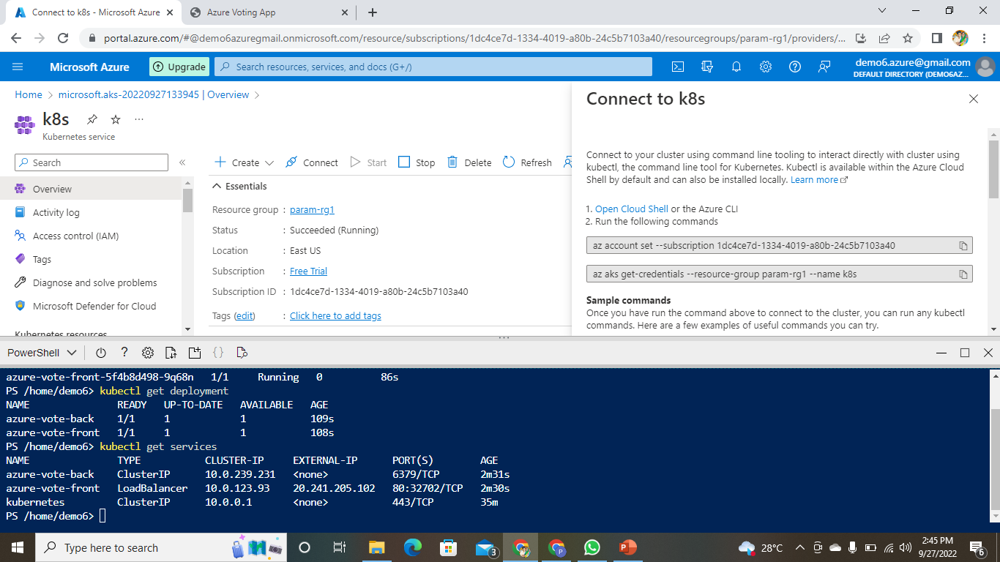 Connect to k8s - Microsoft Azure
Azure Voting App
portal.azure.com/#@demo6azuregmail.onmicrosoft.com/resource/subscriptions/1dc4ce7d-1334-4019-a80b-24c5b7103a40/resourcegroups/param-rg1/providers/...
Microsoft Azure
Upgrade
Search resources, services, and docs (G+/)
demo6.azure@gmail.com
DEFAULT DIRECTORY (DEMO6AZ...
Home > microsoft.aks-20220927133945 | Overview >
k8s
Kubernetes service
Search
Overview
Activity log
Access control (IAM)
Tags
Diagnose and solve problems
Microsoft Defender for Cloud
Kubernetes resources
Create
Connect
Start
Stop
Delete
Refresh
Essentials
Resource group : param-rg1
Status : Succeeded (Running)
Location : East US
Subscription : Free Trial
Subscription ID : 1dc4ce7d-1334-4019-a80b-24c5b7103a40
Tags (edit) : Click here to add tags
Connect to k8s
Connect to your cluster using command line tooling to interact directly with cluster using
kubectl, the command line tool for Kubernetes. Kubectl is available within the Azure Cloud
Shell by default and can also be installed locally. Learn more
1. Open Cloud Shell or the Azure CLI
2. Run the following commands
az account set --subscription 1dc4ce7d-1334-4019-a80b-24c5b7103a40
az aks get-credentials --resource-group param-rg1 --name k8s
Sample commands
Once you have run the command above to connect to the cluster, you can run any kubectl
commands. Here are a few examples of useful commands you can try.
PowerShell
azure-vote-front-5f4b8d498-9q68n 1/1 Running 0 86s
PS /home/demo6> kubectl get deployment
NAME READY UP-TO-DATE AVAILABLE AGE
azure-vote-back 1/1 1 1 109s
azure-vote-front 1/1 1 1 108s
PS /home/demo6> kubectl get services
NAME TYPE CLUSTER-IP EXTERNAL-IP PORT(S) AGE
azure-vote-back ClusterIP 10.0.239.231 <none> 6379/TCP 2m31s
azure-vote-front LoadBalancer 10.0.123.93 20.241.205.102 80:32702/TCP 2m30s
kubernetes ClusterIP 10.0.0.1 <none> 443/TCP 35m
PS /home/demo6>
Type here to search
3
28°C
2:45 PM
9/27/2022
6